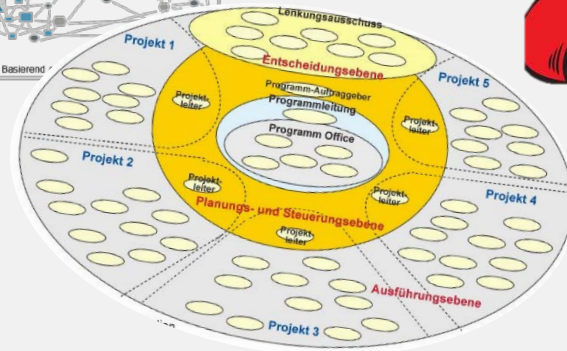 Basierend
Lenkungsausschuss
Entscheidungsebene
Projekt 1
Projekt 5
Programm-Auftraggeber
Programmleitung
Programm Office
Projekt-
leiter
Projekt-
leiter
Projekt 2
Projekt-
leiter
Projekt-
leiter
Projekt 4
Planungs- und Steuerungsebene
Projekt-
leiter
Ausführungsebene
Projekt 3